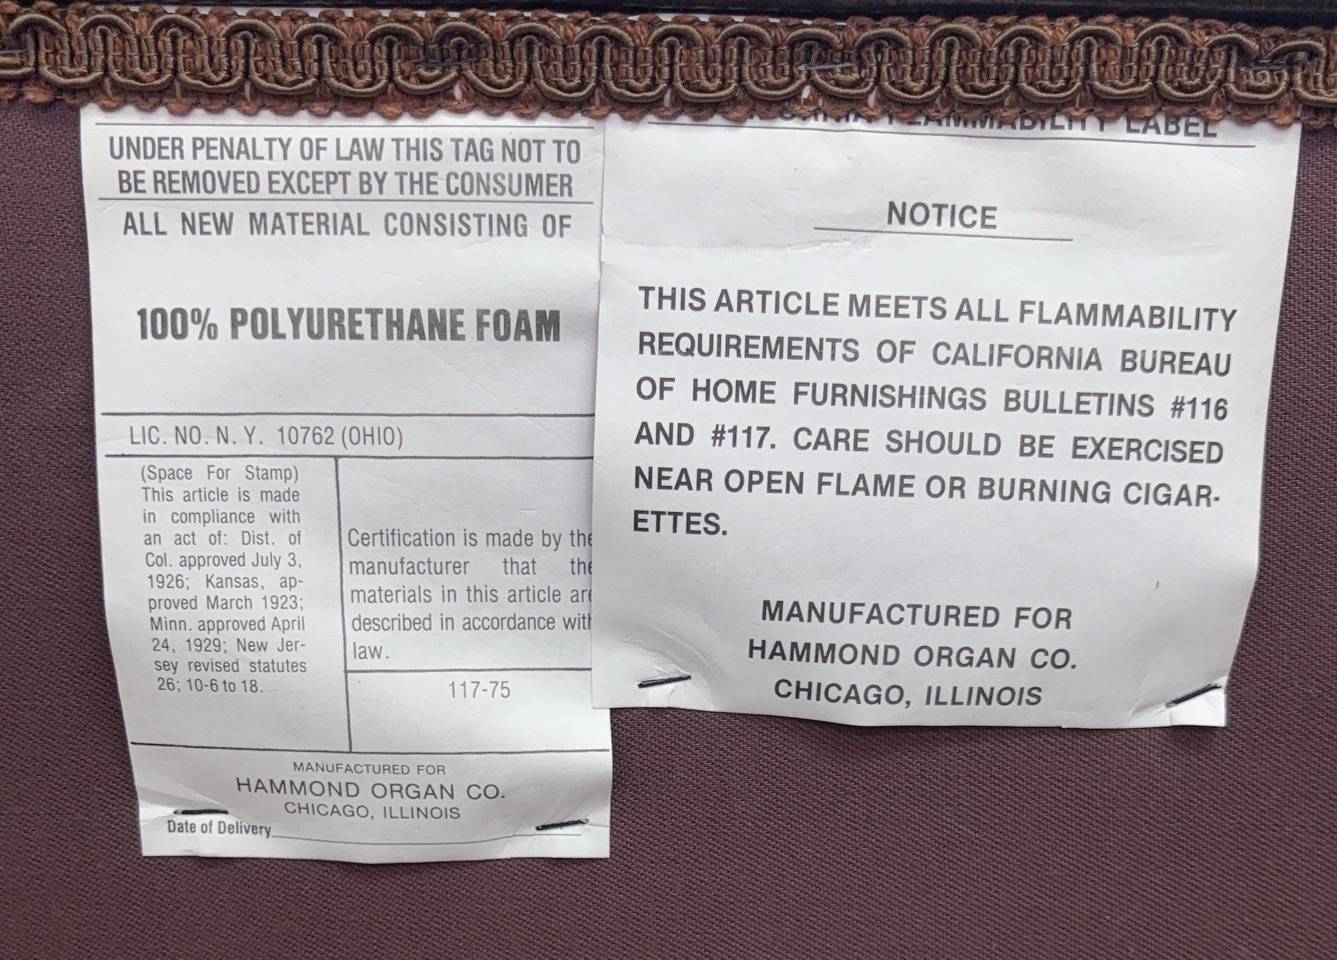 UNDER PENALTY OF LAW THIS TAG NOT TO
BE REMOVED EXCEPT BY THE CONSUMER
ALL NEW MATERIAL CONSISTING OF
100% POLYURETHANE FOAM
LIC. NO. N. Y. 10762 (OHIO)
(Space For Stamp)
This article is made
in compliance with
an act of: Dist. of
Col. approved July 3,
1926; Kansas, ap-
proved March 1923;
Minn. approved April
24, 1929; New Jer-
sey revised statutes
26; 10-6 to 18.
Certification is made by the
manufacturer that the
materials in this article are
described in accordance with
law.
117-75
MANUFACTURED FOR
HAMMOND ORGAN CO.
CHICAGO, ILLINOIS
Date of Delivery
FLAMMABILITY LABEL
NOTICE
THIS ARTICLE MEETS ALL FLAMMABILITY
REQUIREMENTS OF CALIFORNIA BUREAU
OF HOME FURNISHINGS BULLETINS #116
AND #117. CARE SHOULD BE EXERCISED
NEAR OPEN FLAME OR BURNING CIGAR-
ETTES.
MANUFACTURED FOR
HAMMOND ORGAN CO.
CHICAGO, ILLINOIS